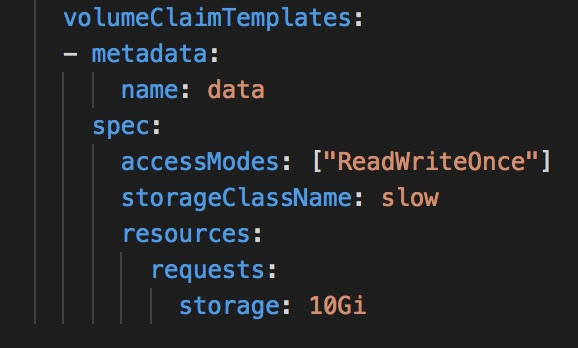 volumeClaimTemplates:
- metadata:
    name: data
  spec:
    accessModes: ["ReadWriteOnce"]
    storageClassName: slow
    resources:
      requests:
        storage: 10Gi